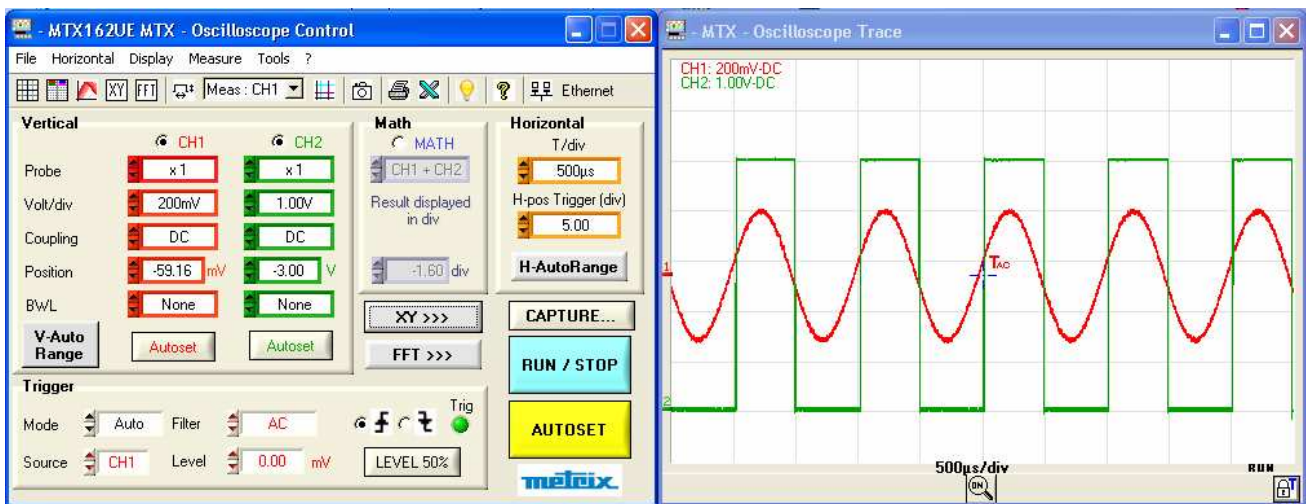 - MTX162UE MTX - Oscilloscope Control
File Horizontal Display Measure Tools ?
XY FFT Meas : CH1 ? Ethernet
Vertical
CH1 CH2
Probe x 1 x 1
Volt/div 200mV 1.00V
Coupling DC DC
Position -59.16 mV -3.00 V
BWL None None
V-Auto Range Autoset Autoset
Math
MATH
CH1 + CH2
Result displayed
in div
-1.60 div
XY >>>
FFT >>>
Horizontal
T/div
500µs
H-pos Trigger (div)
5.00
H-AutoRange
CAPTURE...
RUN / STOP
AUTOSET
metrix
Trigger
Mode Auto Filter AC Trig
Source CH1 Level 0.00 mV LEVEL 50%
- MTX - Oscilloscope Trace
CH1: 200mV-DC
CH2: 1.00V-DC
1
TAC
2
500µs/div RUN
ON T